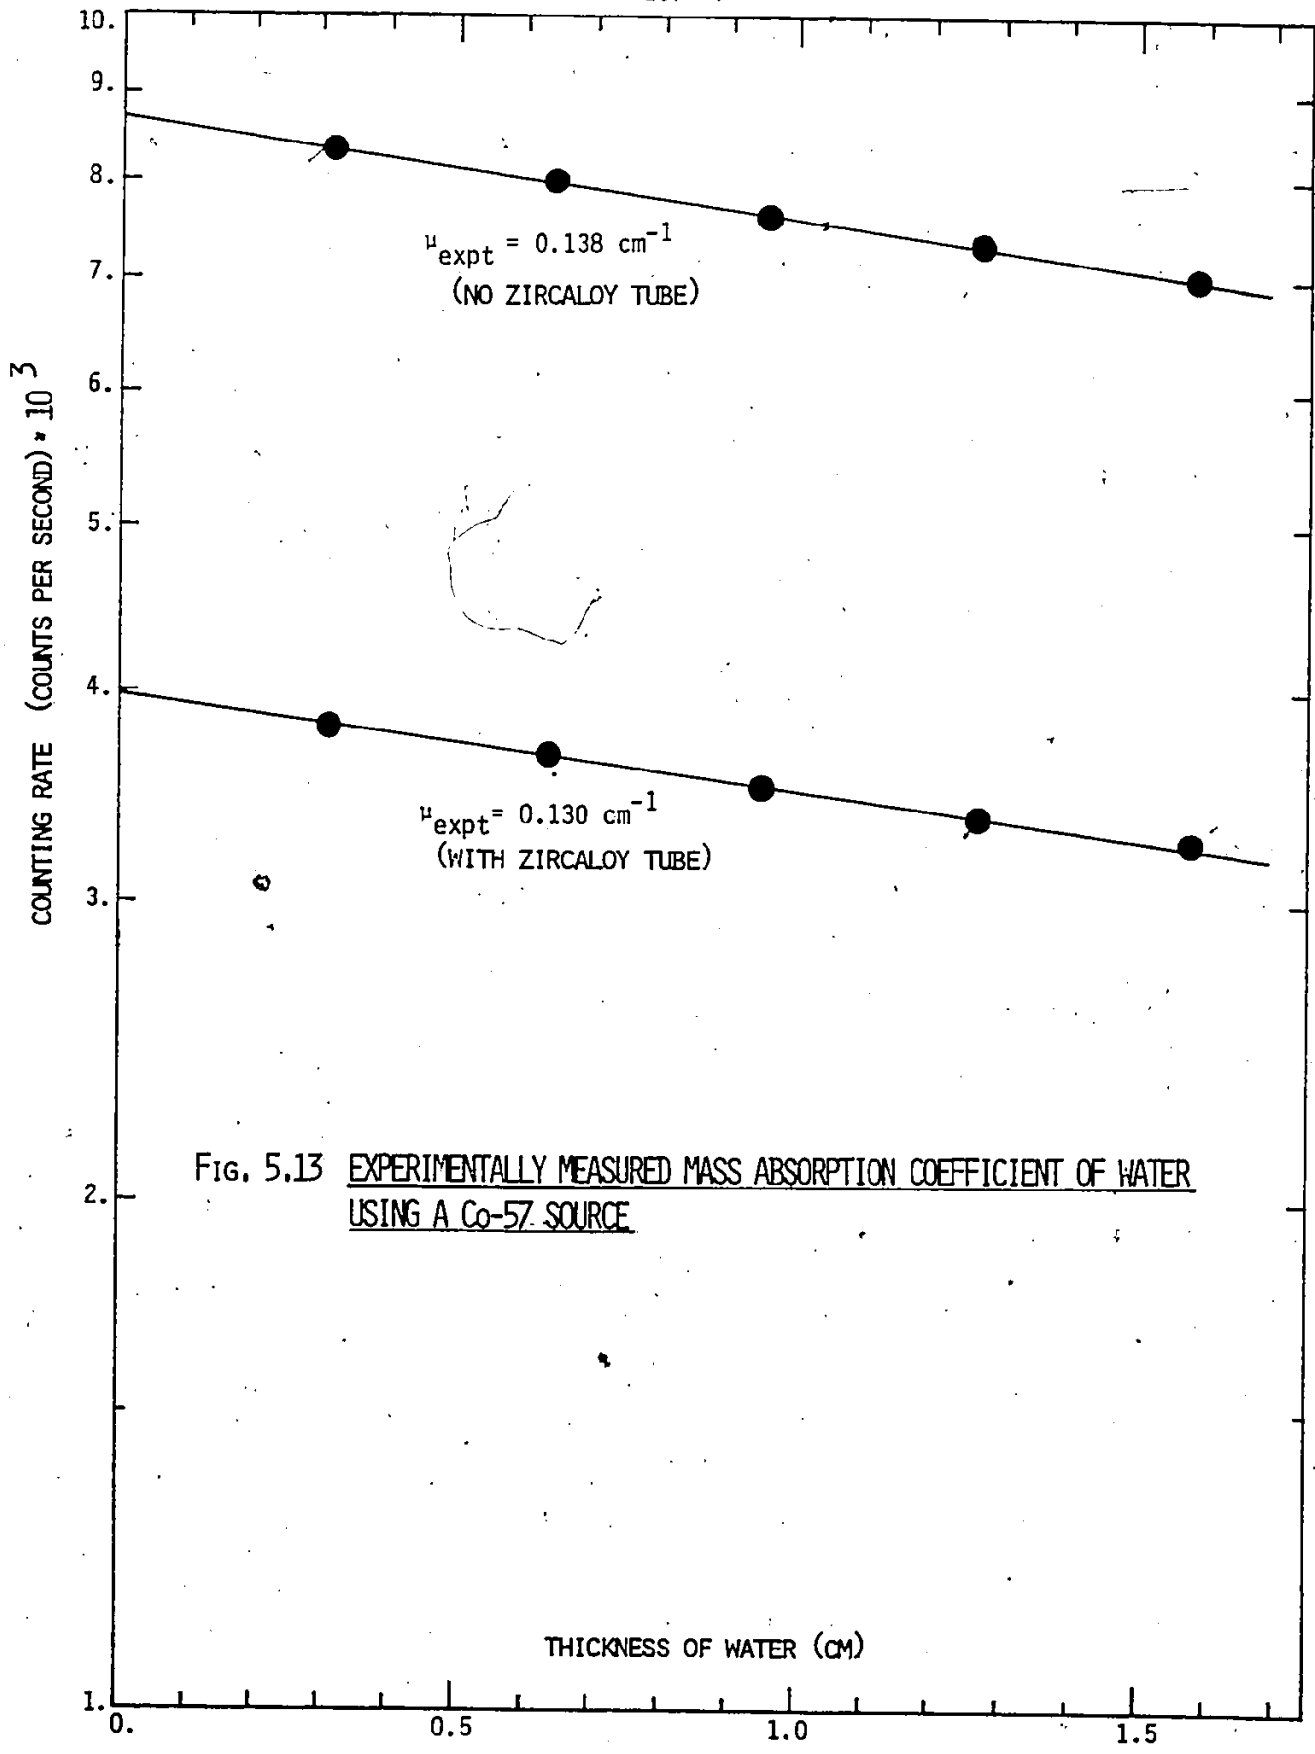 10.
9.
8.
7.
6.
5.
4.
3.
2.
1.
COUNTING RATE (COUNTS PER SECOND) * 10³
μexpt = 0.138 cm⁻¹
(NO ZIRCALOY TUBE)
μexpt = 0.130 cm⁻¹
(WITH ZIRCALOY TUBE)
FIG. 5.13 EXPERIMENTALLY MEASURED MASS ABSORPTION COEFFICIENT OF WATER
USING A Co-57 SOURCE
THICKNESS OF WATER (CM)
0. 0.5 1.0 1.5